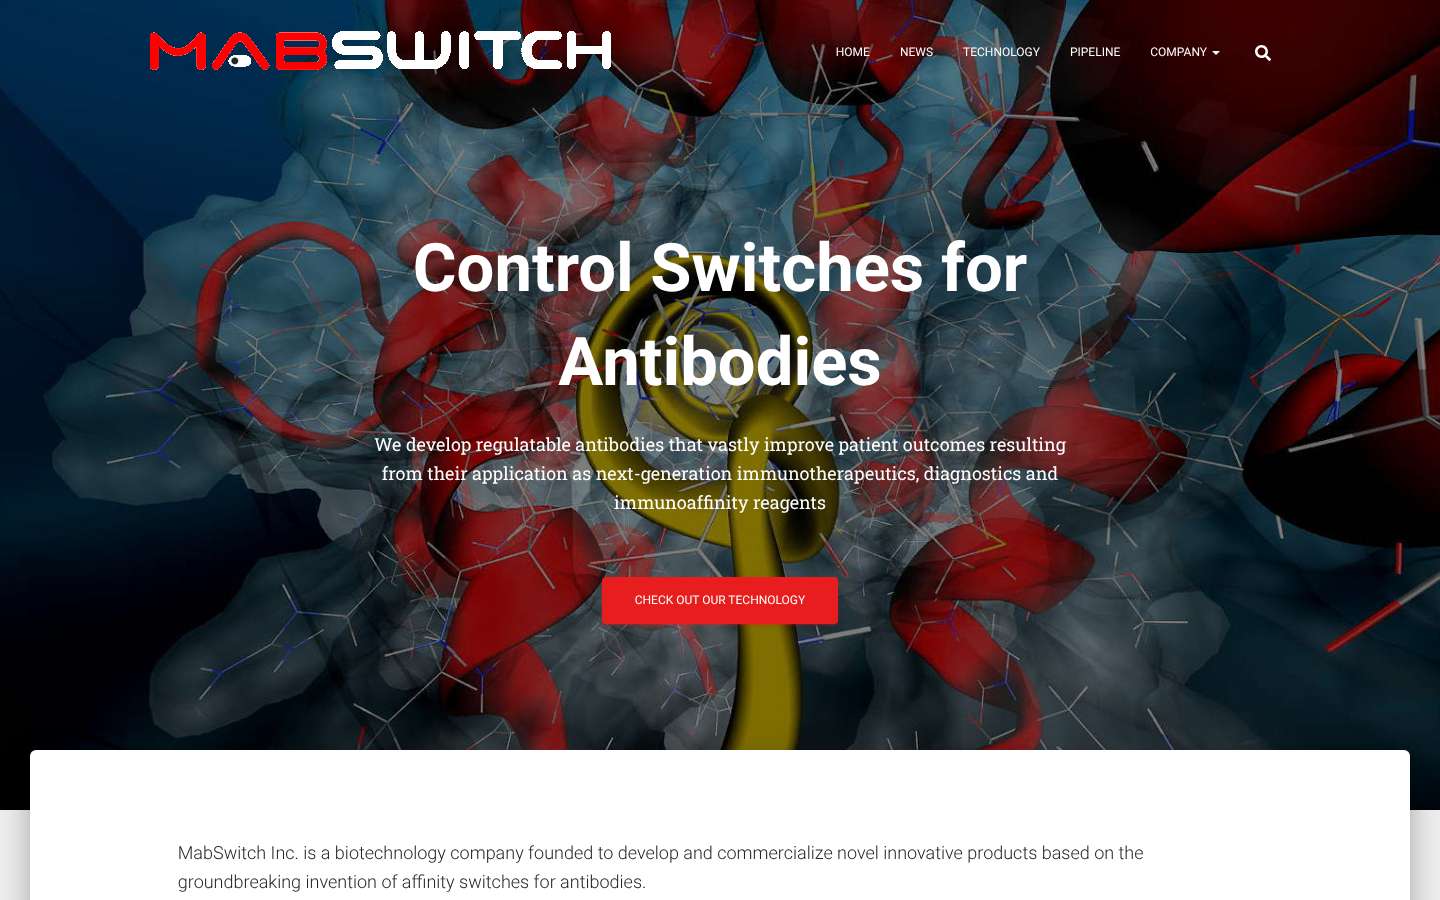 MABSWITCH
HOME NEWS TECHNOLOGY PIPELINE COMPANY
Control Switches for
Antibodies
We develop regulatable antibodies that vastly improve patient outcomes resulting
from their application as next-generation immunotherapeutics, diagnostics and
immunoaffinity reagents
CHECK OUT OUR TECHNOLOGY
MabSwitch Inc. is a biotechnology company founded to develop and commercialize novel innovative products based on the
groundbreaking invention of affinity switches for antibodies.